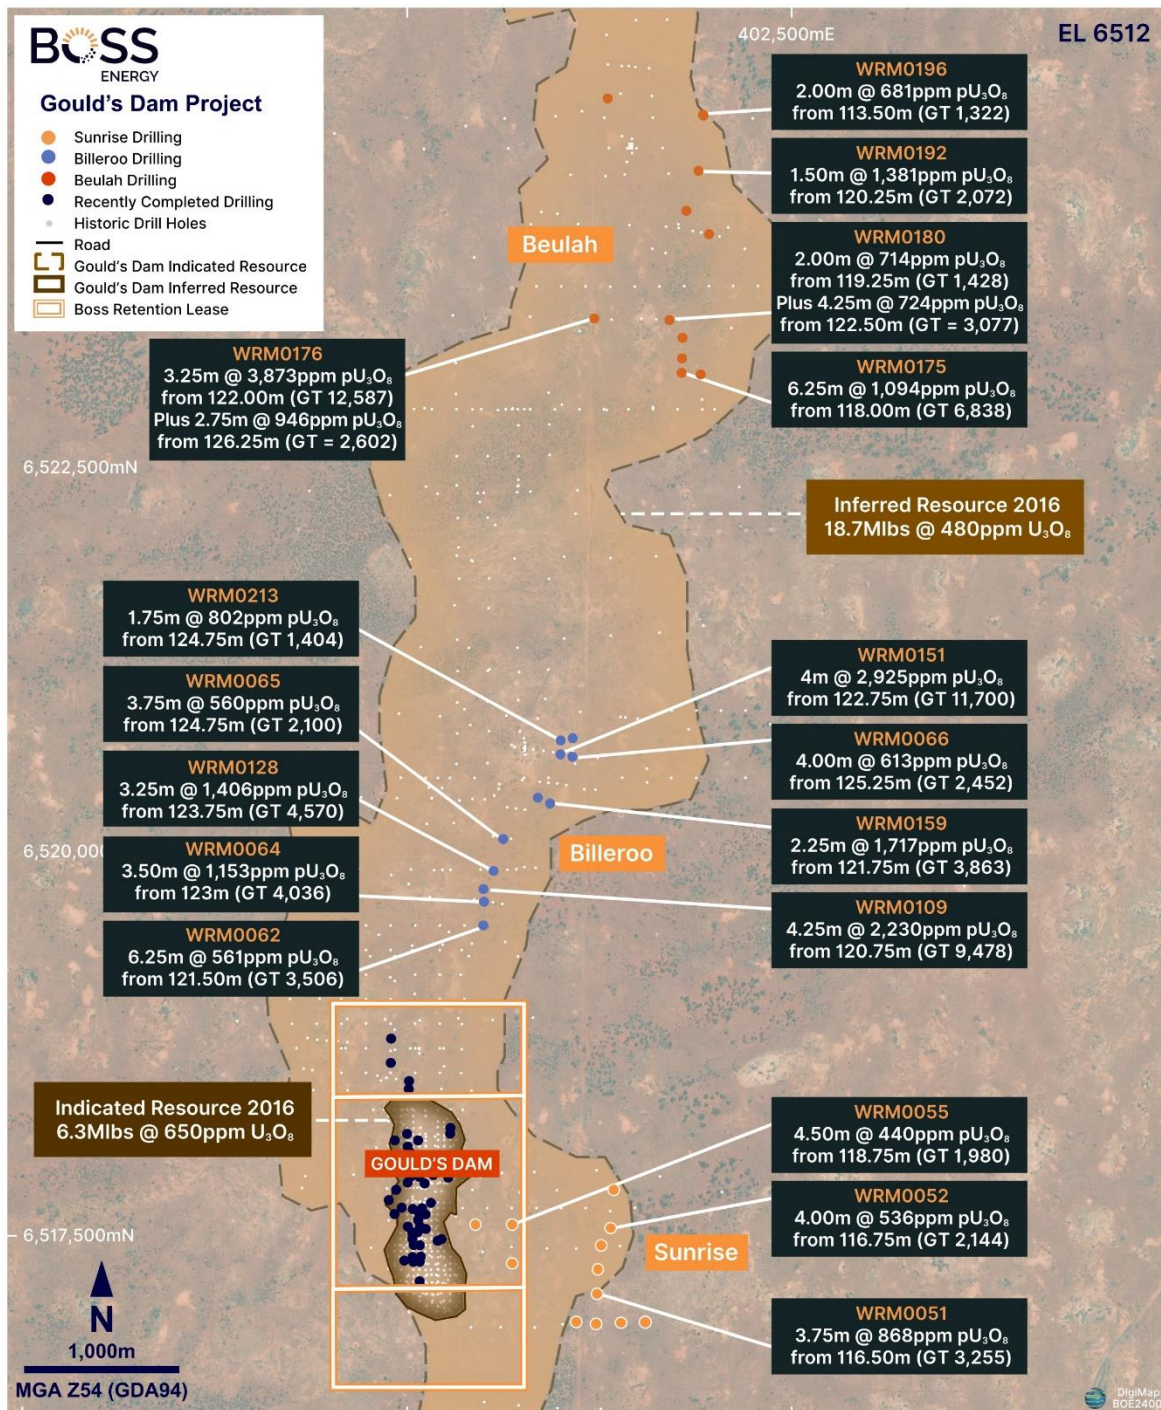 BOSS
ENERGY
Gould's Dam Project
Sunrise Drilling
Billeroo Drilling
Beulah Drilling
Recently Completed Drilling
Historic Drill Holes
Road
Gould's Dam Indicated Resource
Gould's Dam Inferred Resource
Boss Retention Lease
402,500mE
EL 6512
WRM0196
2.00m @ 681ppm pU₃O₈
from 113.50m (GT 1,322)
WRM0192
1.50m @ 1,381ppm pU₃O₈
from 120.25m (GT 2,072)
Beulah
WRM0180
2.00m @ 714ppm pU₃O₈
from 119.25m (GT 1,428)
Plus 4.25m @ 724ppm pU₃O₈
from 122.50m (GT = 3,077)
WRM0176
3.25m @ 3,873ppm pU₃O₈
from 122.00m (GT 12,587)
Plus 2.75m @ 946ppm pU₃O₈
from 126.25m (GT = 2,602)
WRM0175
6.25m @ 1,094ppm pU₃O₈
from 118.00m (GT 6,838)
6,522,500mN
Inferred Resource 2016
18.7Mlbs @ 480ppm U₃O₈
WRM0213
1.75m @ 802ppm pU₃O₈
from 124.75m (GT 1,404)
WRM0065
3.75m @ 560ppm pU₃O₈
from 124.75m (GT 2,100)
WRM0128
3.25m @ 1,406ppm pU₃O₈
from 123.75m (GT 4,570)
WRM0064
3.50m @ 1,153ppm pU₃O₈
from 123m (GT 4,036)
WRM0062
6.25m @ 561ppm pU₃O₈
from 121.50m (GT 3,506)
WRM0151
4m @ 2,925ppm pU₃O₈
from 122.75m (GT 11,700)
WRM0066
4.00m @ 613ppm pU₃O₈
from 125.25m (GT 2,452)
WRM0159
2.25m @ 1,717ppm pU₃O₈
from 121.75m (GT 3,863)
WRM0109
4.25m @ 2,230ppm pU₃O₈
from 120.75m (GT 9,478)
6,520,000
Billeroo
Indicated Resource 2016
6.3Mlbs @ 650ppm U₃O₈
GOULD'S DAM
WRM0055
4.50m @ 440ppm pU₃O₈
from 118.75m (GT 1,980)
WRM0052
4.00m @ 536ppm pU₃O₈
from 116.75m (GT 2,144)
6,517,500mN
Sunrise
WRM0051
3.75m @ 868ppm pU₃O₈
from 116.50m (GT 3,255)
N
1,000m
MGA Z54 (GDA94)
DigiMap
BOE2400